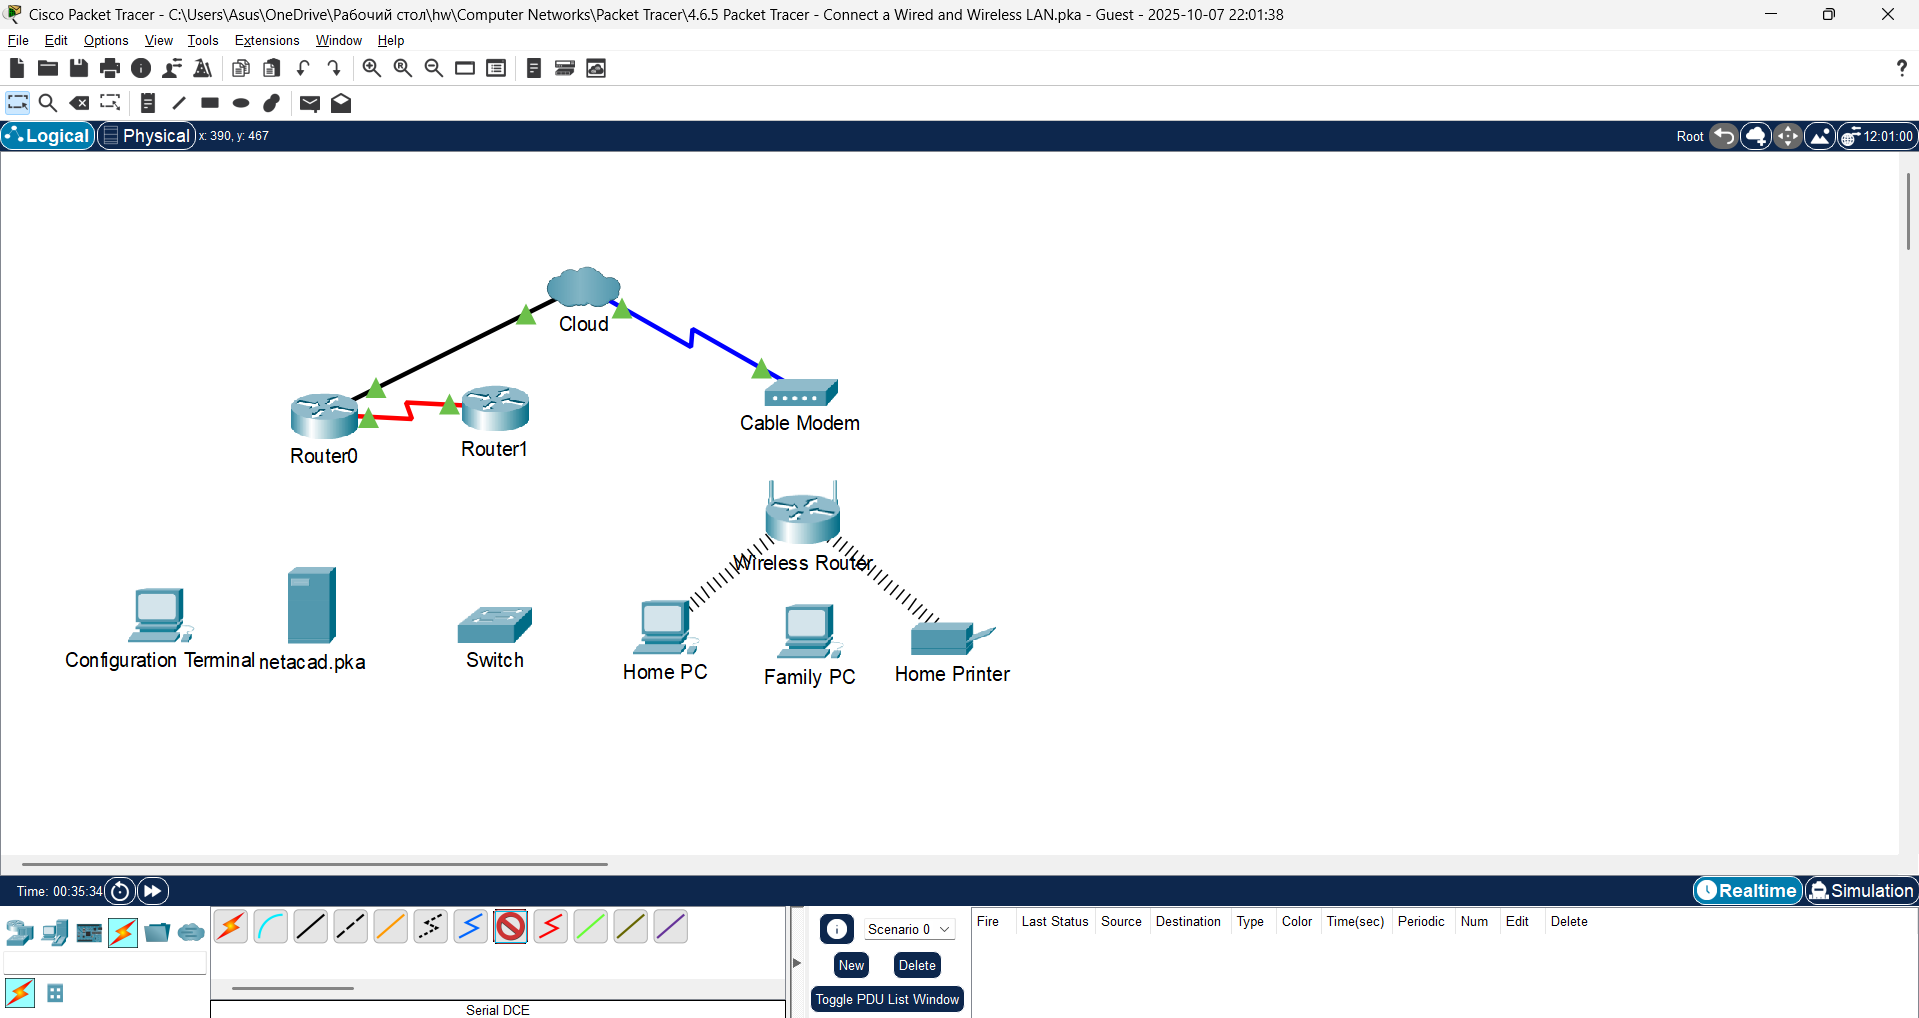 Cisco Packet Tracer - C:\Users\Asus\OneDrive\Рабочий стол\hw\Computer Networks\Packet Tracer\4.6.5 Packet Tracer - Connect a Wired and Wireless LAN.pka - Guest - 2025-10-07 22:01:38
File Edit Options View Tools Extensions Window Help
?
Logical Physical x: 390, y: 467 Root 12:01:00
Cloud
Cable Modem
Router0
Router1
Wireless Router
Configuration Terminal
netacad.pka
Switch
Home PC
Family PC
Home Printer
Time: 00:35:34 Realtime Simulation
Scenario 0
New Delete
Toggle PDU List Window
Fire Last Status Source Destination Type Color Time(sec) Periodic Num Edit Delete
Serial DCE